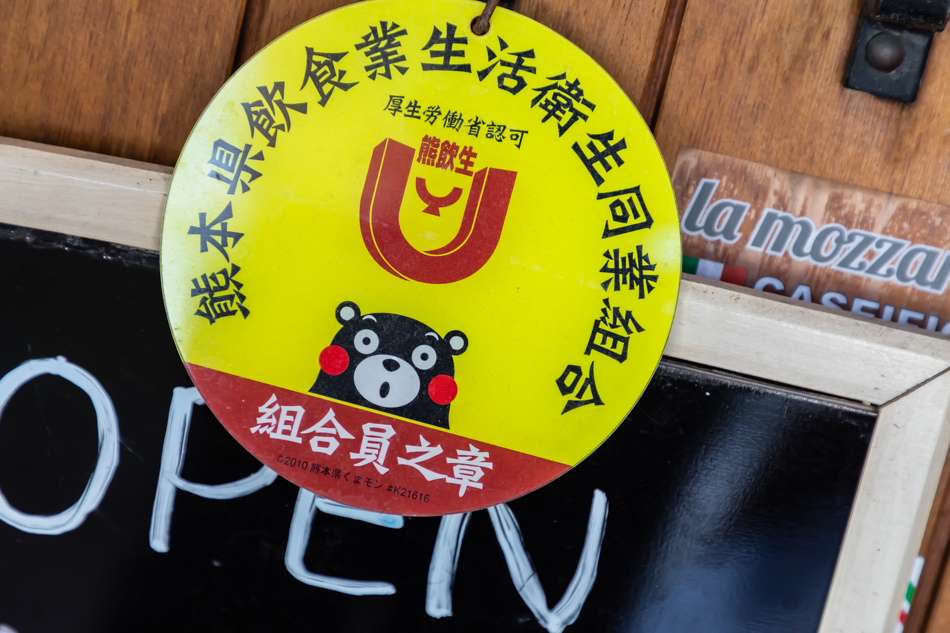 熊本県飲食業生活衛生同業組合
厚生労働省認可
熊飲生
組合員之章
©2010 熊本県くまモン #K21616
la mozza
OPEN